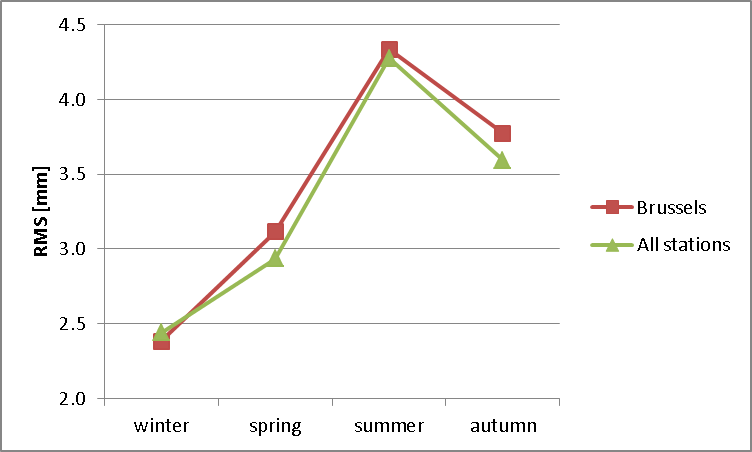 4.5
4.0
3.5
3.0
2.5
2.0
RMS [mm]
winter spring summer autumn
Brussels
All stations